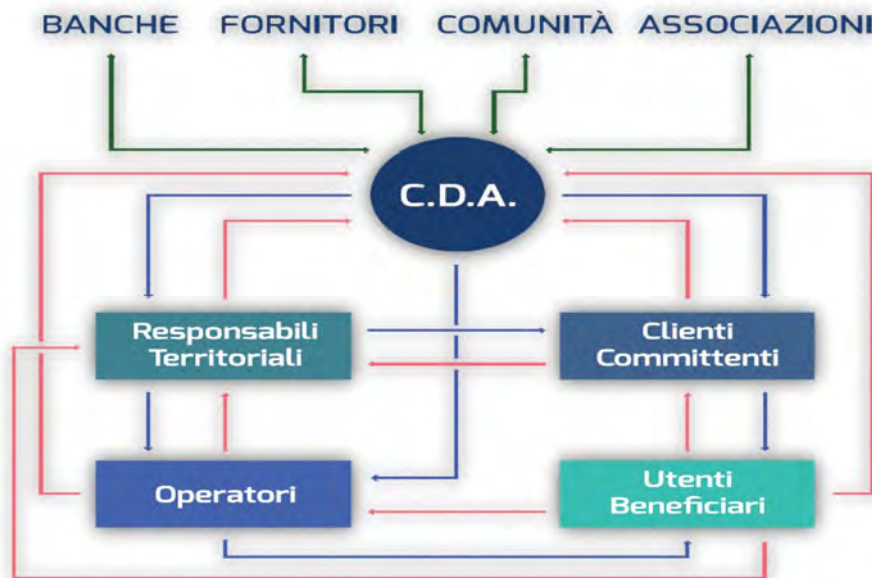 BANCHE FORNITORI COMUNITÀ ASSOCIAZIONI
C.D.A.
Responsabili
Territoriali
Clienti
Committenti
Operatori
Utenti
Beneficiari